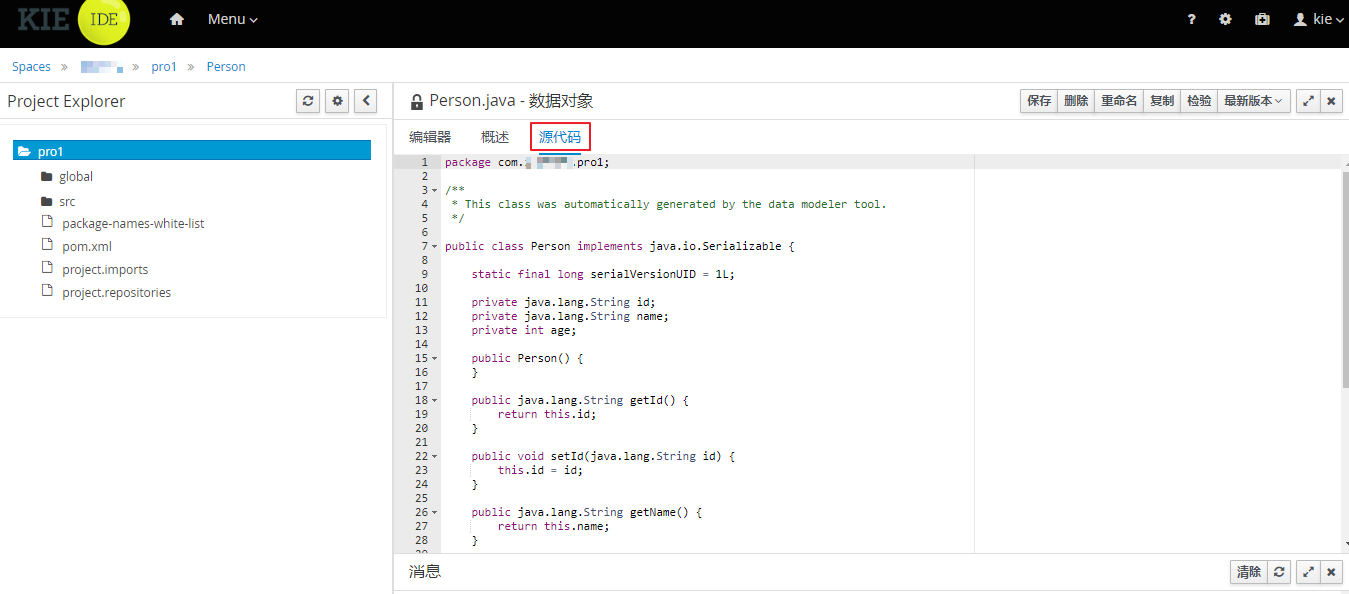 KIE IDE Menu ? kie
Spaces » » pro1 » Person
Project Explorer
Person.java - 数据对象 保存 删除 重命名 复制 检验 最新版本
编辑器 概述 源代码
pro1
global
src
package-names-white-list
pom.xml
project.imports
project.repositories
1 package com. .pro1;
2
3 /**
4 * This class was automatically generated by the data modeler tool.
5 */
6
7 public class Person implements java.io.Serializable {
8
9 static final long serialVersionUID = 1L;
10
11 private java.lang.String id;
12 private java.lang.String name;
13 private int age;
14
15 public Person() {
16 }
17
18 public java.lang.String getId() {
19 return this.id;
20 }
21
22 public void setId(java.lang.String id) {
23 this.id = id;
24 }
25
26 public java.lang.String getName() {
27 return this.name;
28 }
消息 清除